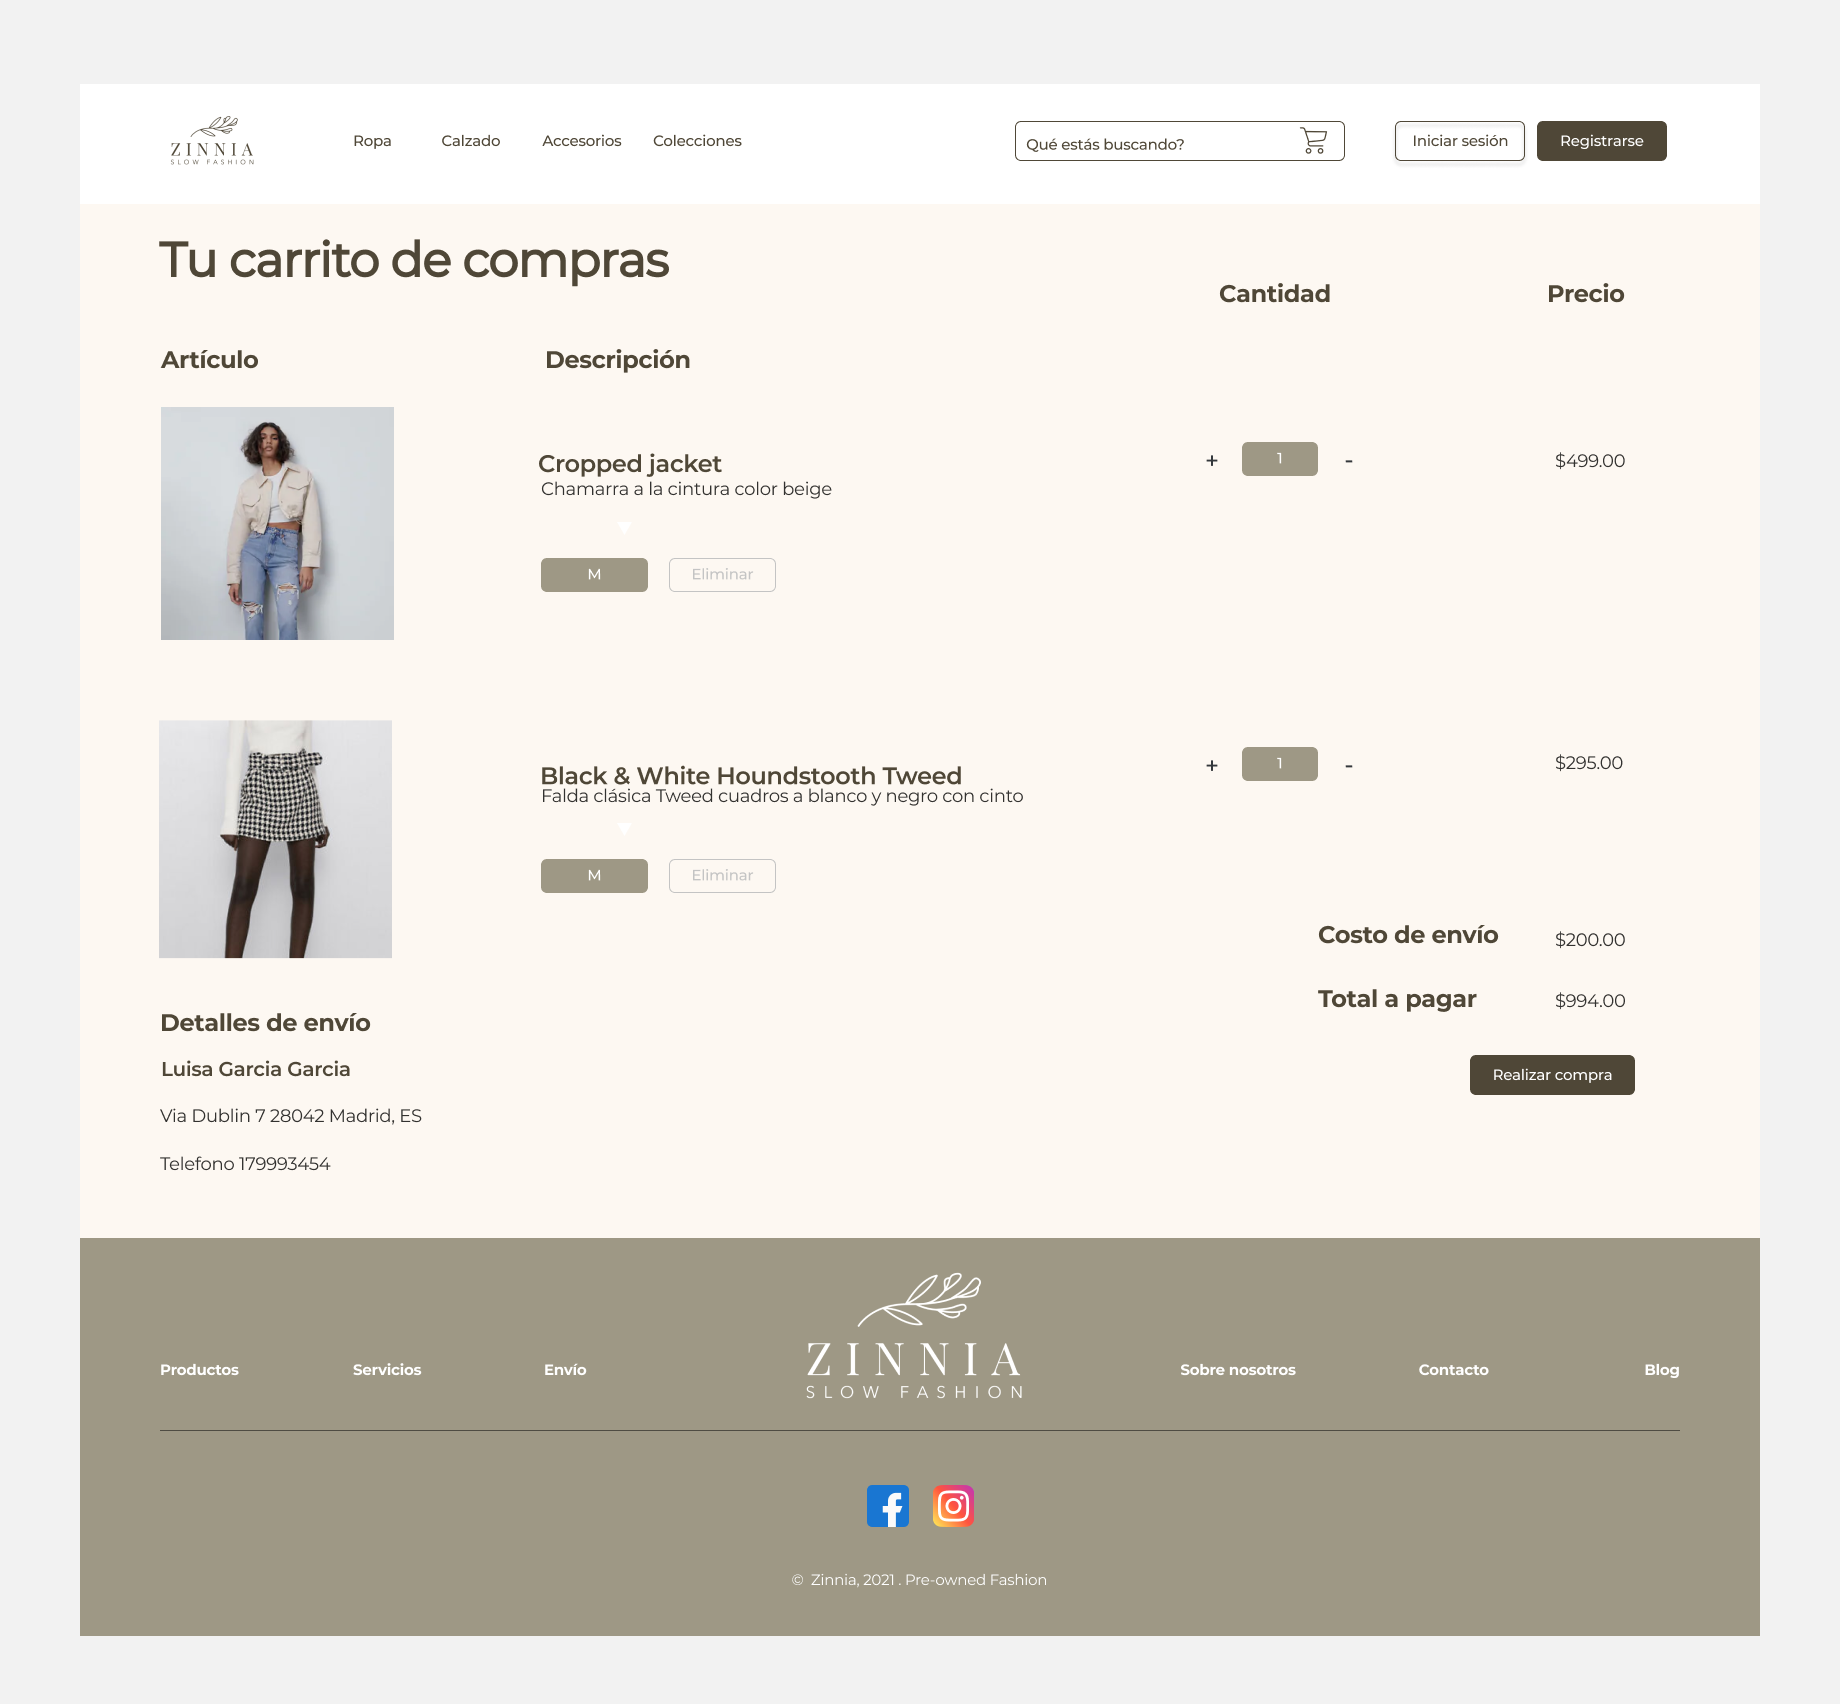 ZINNIA
SLOW FASHION
Ropa Calzado Accesorios Colecciones
Qué estás buscando?
Iniciar sesión
Registrarse
Tu carrito de compras
Cantidad Precio
Artículo Descripción
Cropped jacket
Chamarra a la cintura color beige
+ 1 - $499.00
M Eliminar
Black & White Houndstooth Tweed
Falda clásica Tweed cuadros a blanco y negro con cinto
+ 1 - $295.00
M Eliminar
Costo de envío $200.00
Total a pagar $994.00
Realizar compra
Detalles de envío
Luisa Garcia Garcia
Via Dublin 7 28042 Madrid, ES
Telefono 179993454
ZINNIA
SLOW FASHION
Productos Servicios Envío Sobre nosotros Contacto Blog
© Zinnia, 2021 . Pre-owned Fashion